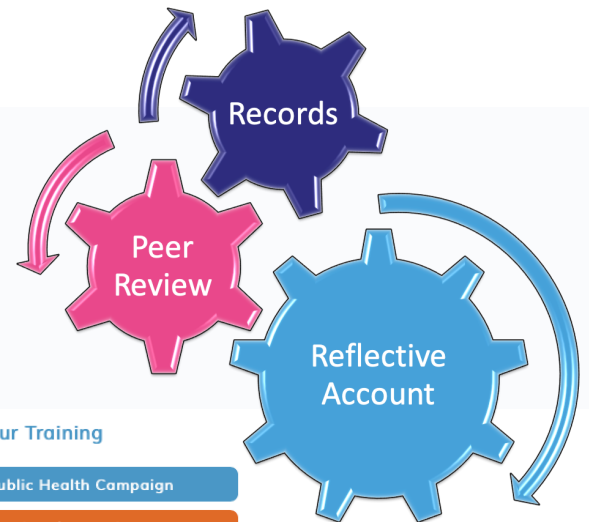 Records
Peer
Review
Reflective
Account
ur Training
ublic Health Campaign